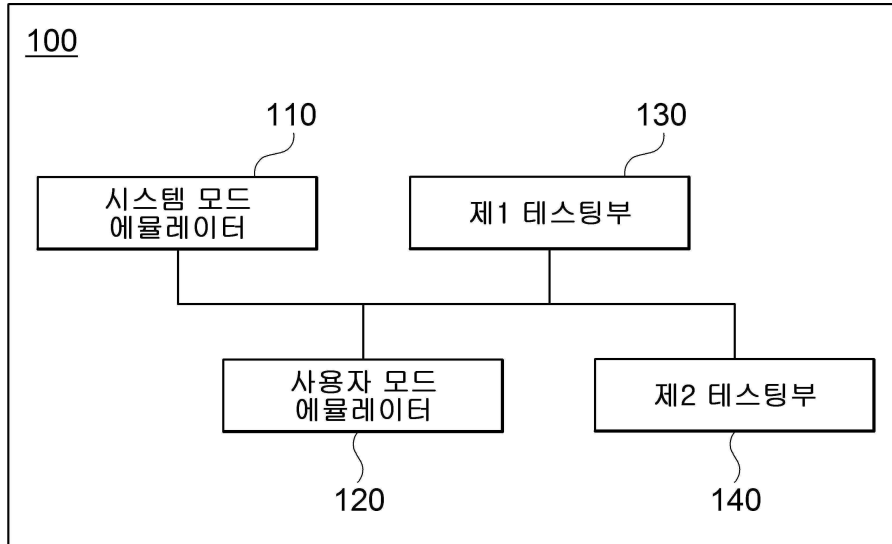 100
110
130
시스템 모드
에뮬레이터
제1 테스팅부
사용자 모드
에뮬레이터
제2 테스팅부
120
140